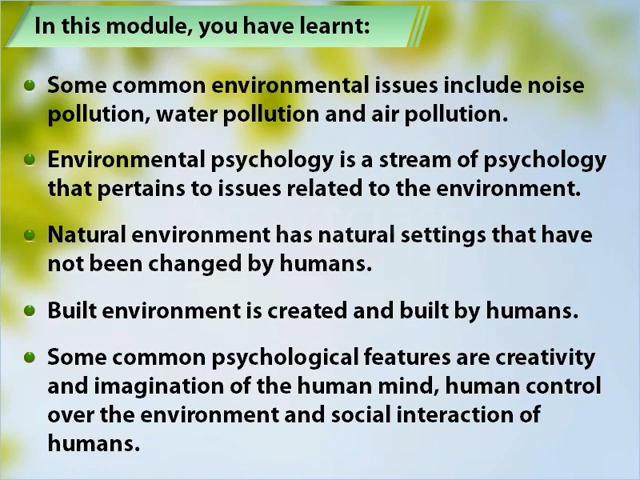 In this module, you have learnt:
Some common environmental issues include noise
pollution, water pollution and air pollution.
Environmental psychology is a stream of psychology
that pertains to issues related to the environment.
Natural environment has natural settings that have
not been changed by humans.
Built environment is created and built by humans.
Some common psychological features are creativity
and imagination of the human mind, human control
over the environment and social interaction of
humans.